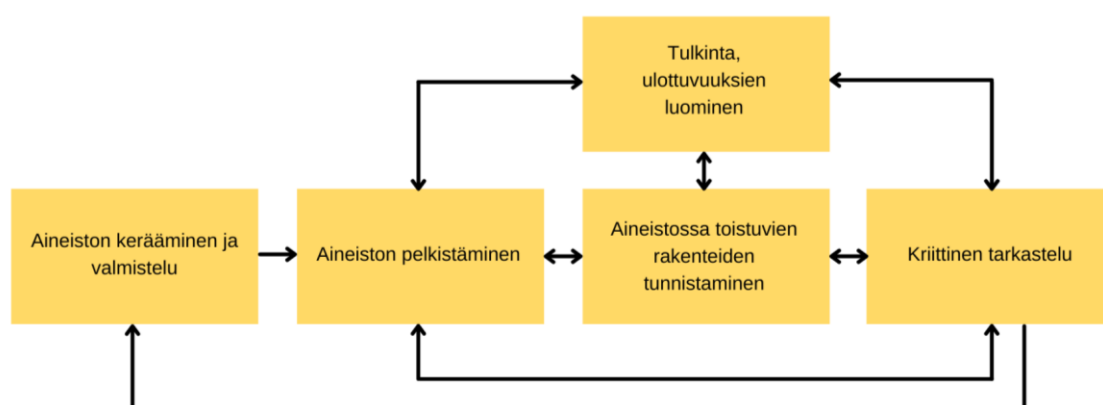 Tulkinta,
ulottuvuuksien
luominen
Aineiston kerääminen ja
valmistelu
Aineiston pelkistäminen
Aineistossa toistuvien
rakenteiden
tunnistaminen
Kriittinen tarkastelu